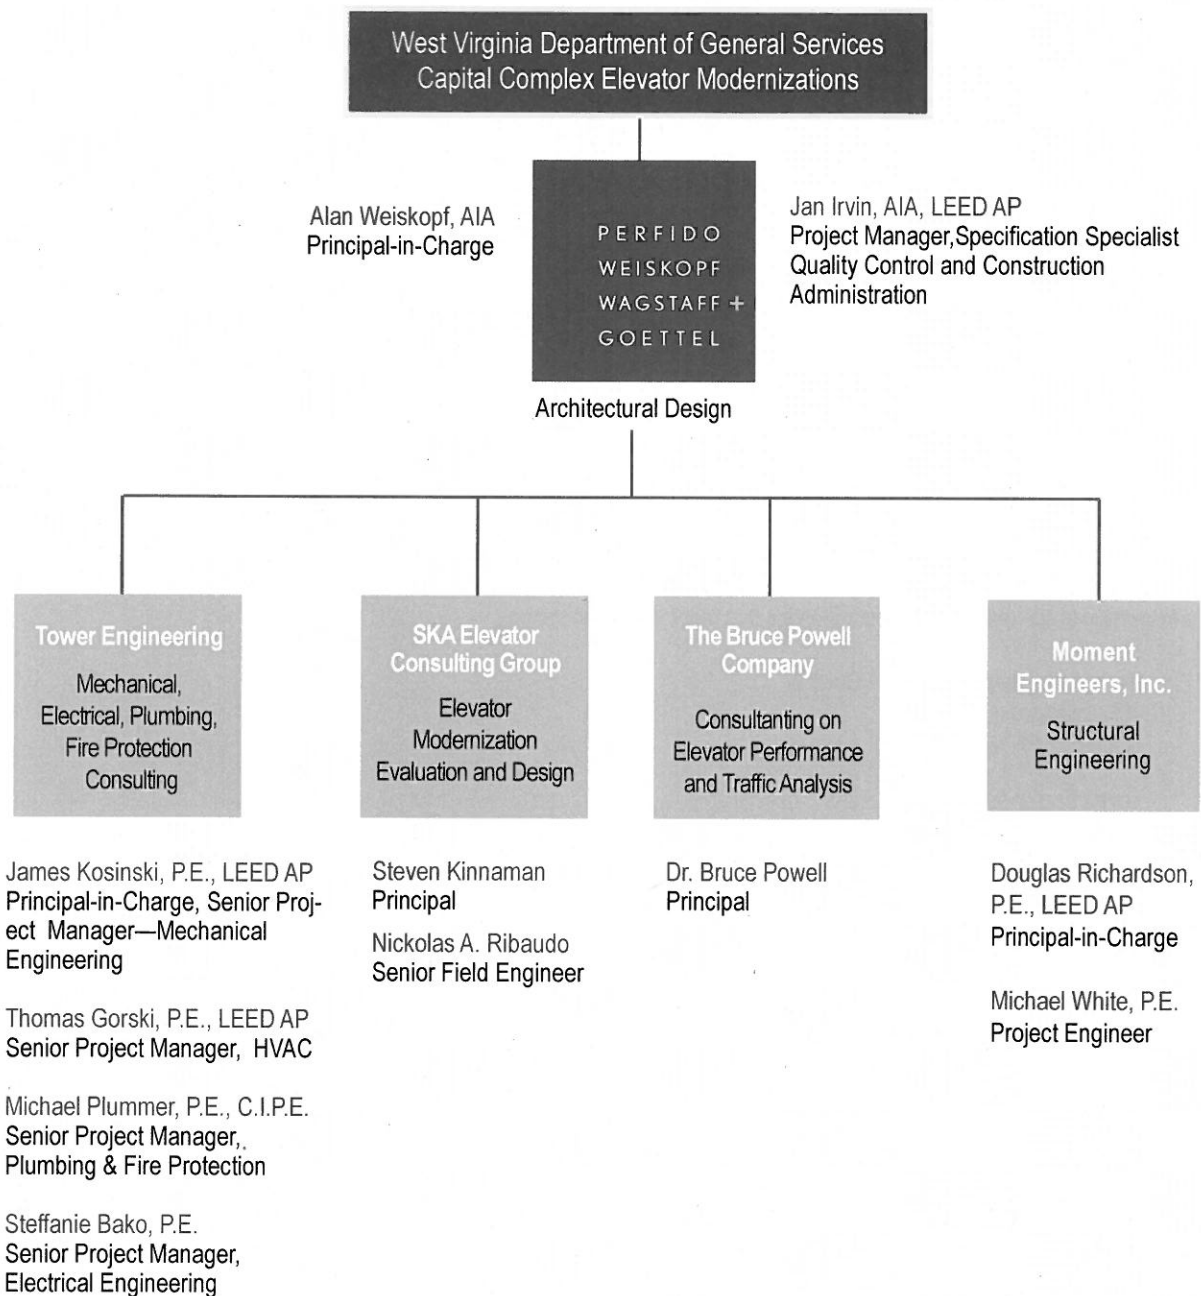 West Virginia Department of General Services
Capital Complex Elevator Modernizations
Alan Weiskopf, AIA
Principal-in-Charge
PERFIDO
WEISKOPF
WAGSTAFF +
GOETTEL
Jan Irvin, AIA, LEED AP
Project Manager,Specification Specialist
Quality Control and Construction
Administration
Architectural Design
Tower Engineering
Mechanical,
Electrical, Plumbing,
Fire Protection
Consulting
SKA Elevator
Consulting Group
Elevator
Modernization
Evaluation and Design
The Bruce Powell
Company
Consultanting on
Elevator Performance
and Traffic Analysis
Moment
Engineers, Inc.
Structural
Engineering
James Kosinski, P.E., LEED AP
Principal-in-Charge, Senior Proj-
ect Manager—Mechanical
Engineering
Thomas Gorski, P.E., LEED AP
Senior Project Manager, HVAC
Michael Plummer, P.E., C.I.P.E.
Senior Project Manager,
Plumbing & Fire Protection
Steffanie Bako, P.E.
Senior Project Manager,
Electrical Engineering
Steven Kinnaman
Principal
Nickolas A. Ribaudo
Senior Field Engineer
Dr. Bruce Powell
Principal
Douglas Richardson,
P.E., LEED AP
Principal-in-Charge
Michael White, P.E.
Project Engineer